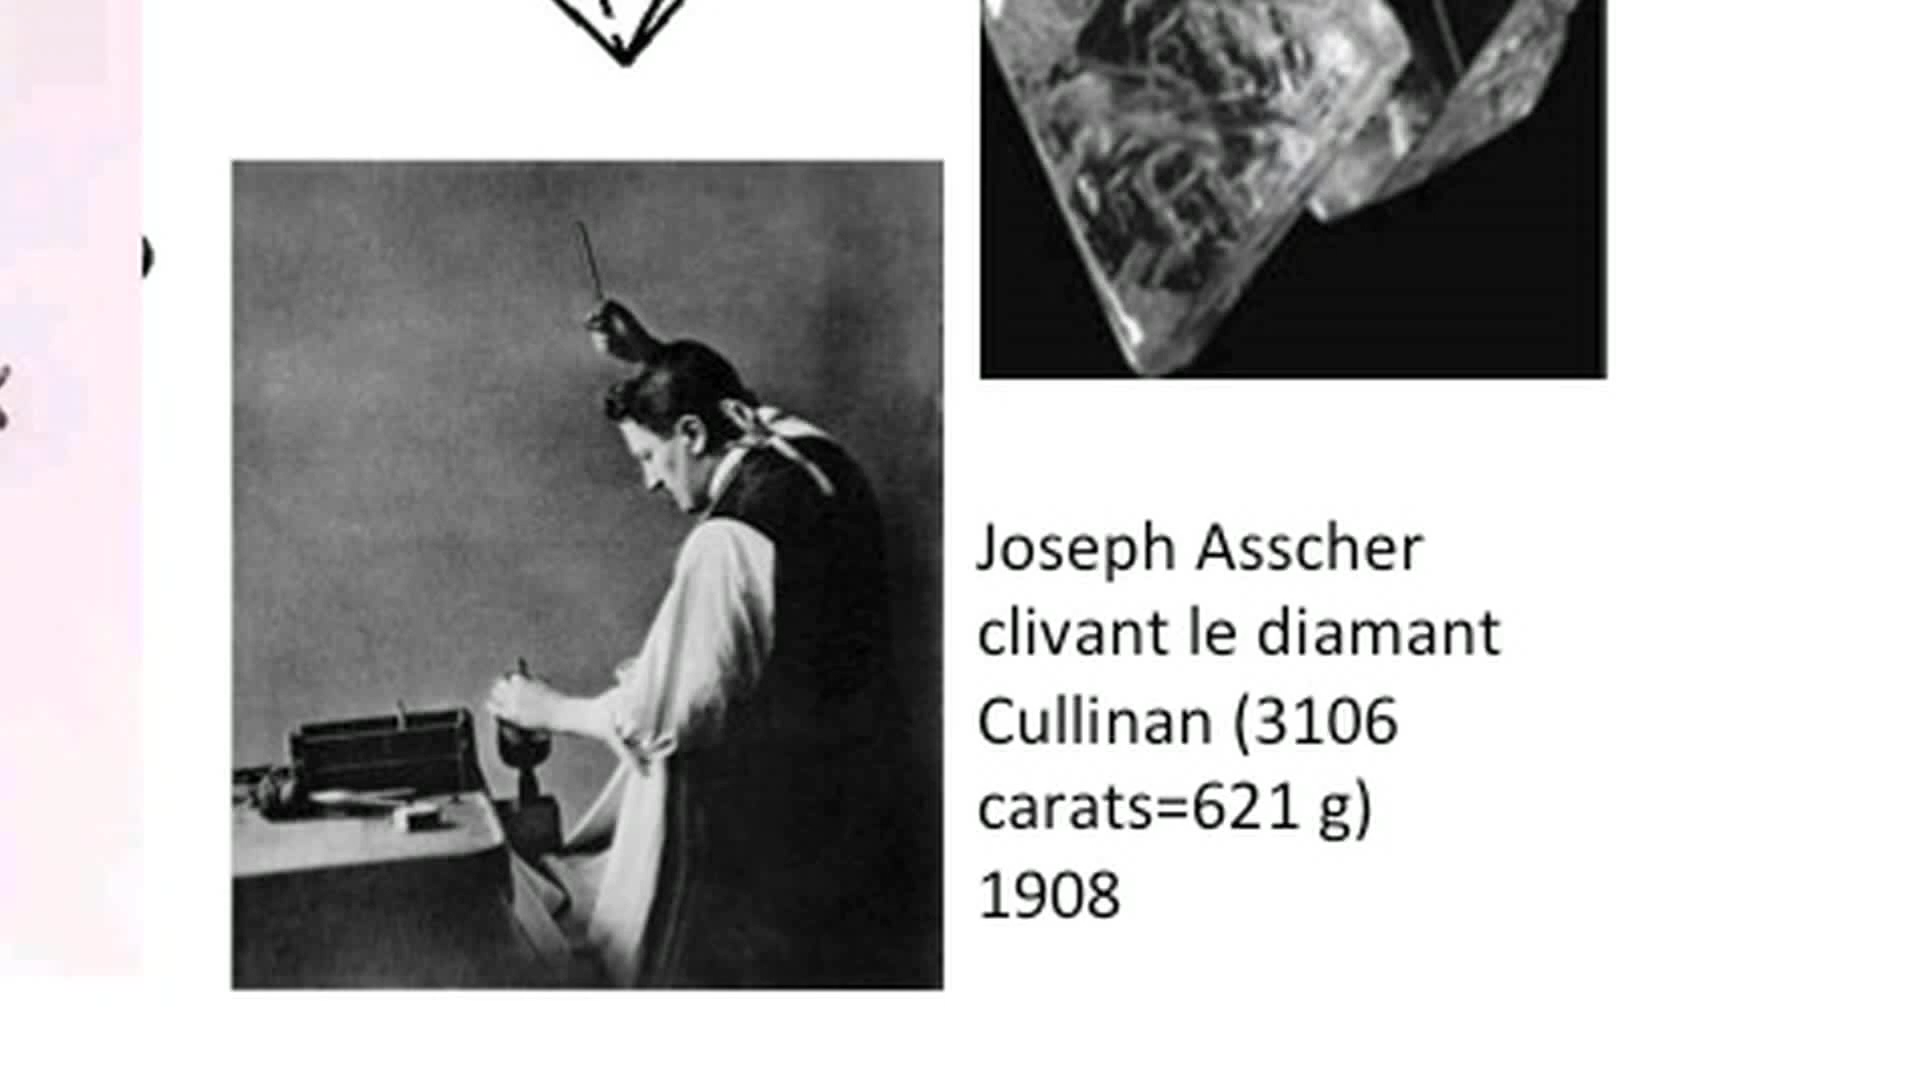 Joseph Asscher
clivant le diamant
Cullinan (3106
carats=621 g)
1908